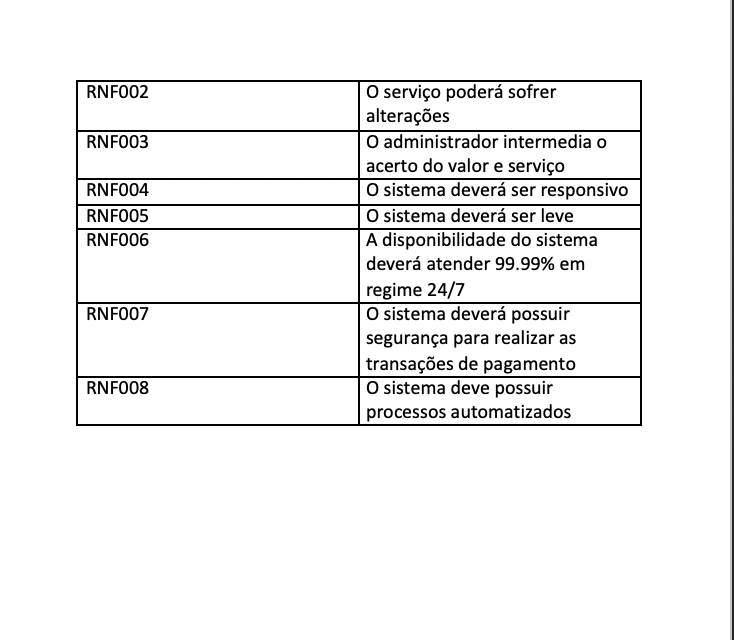 RNF002
O serviço poderá sofrer
alterações
RNF003
O administrador intermedia o
acerto do valor e serviço
RNF004
O sistema deverá ser responsivo
RNF005
O sistema deverá ser leve
RNF006
A disponibilidade do sistema
deverá atender 99.99% em
regime 24/7
RNF007
O sistema deverá possuir
segurança para realizar as
transações de pagamento
RNF008
O sistema deve possuir
processos automatizados